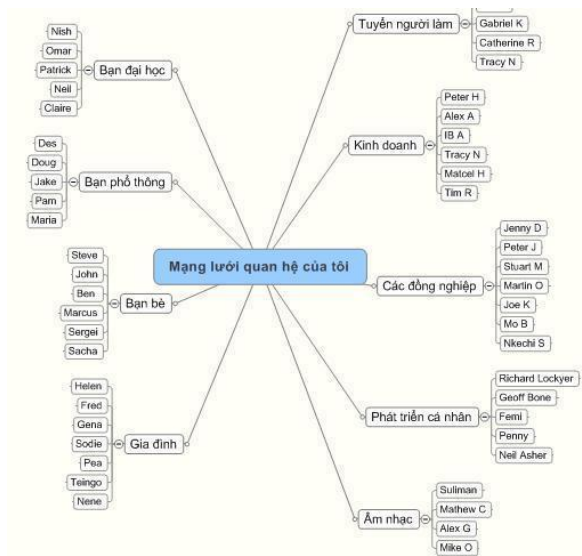 Mạng lưới quan hệ của tôi
Bạn đại học
Nish
Omar
Patrick
Neil
Claire
Bạn phổ thông
Des
Doug
Jake
Pam
Maria
Bạn bè
Steve
John
Ben
Marcus
Sergei
Sacha
Gia đình
Helen
Fred
Gena
Sodie
Pea
Teingo
Nene
Tuyển người làm
Gabriel K
Catherine R
Tracy N
Kinh doanh
Peter H
Alex A
IB A
Tracy N
Matcel H
Tim R
Các đồng nghiệp
Jenny D
Peter J
Stuart M
Martin O
Joe K
Mo B
Nkechi S
Phát triển cá nhân
Richard Lockyer
Geoff Bone
Femi
Penny
Neil Asher
Âm nhạc
Suliman
Mathew C
Alex G
Mike O